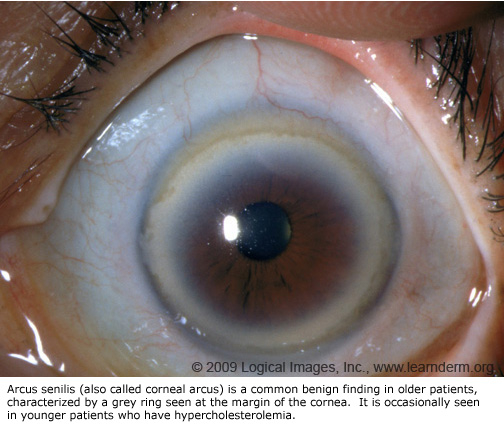 © 2009 Logical Images, Inc., www.learnderm.org
Arcus senilis (also called corneal arcus) is a common benign finding in older patients,
characterized by a grey ring seen at the margin of the cornea.  It is occasionally seen
in younger patients who have hypercholesterolemia.